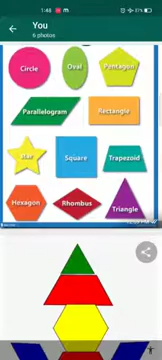 1:46
You
6 photos
Circle
Oval
Pentagon
Parallelogram
Rectangle
Star
Square
Trapezoid
Hexagon
Rhombus
Triangle